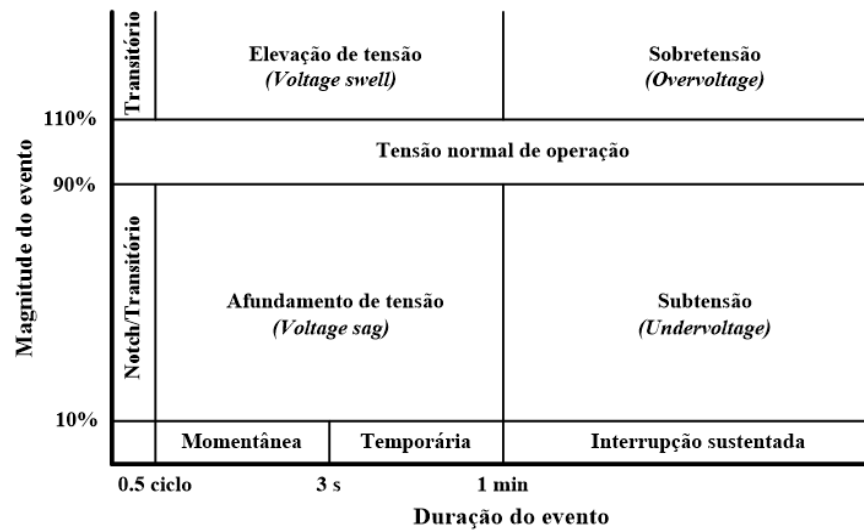 Transitório
Elevação de tensão
(Voltage swell)
Sobretensão
(Overvoltage)
110%
Tensão normal de operação
90%
Magnitude do evento
Notch/Transitório
Afundamento de tensão
(Voltage sag)
Subtensão
(Undervoltage)
10%
Momentânea
Temporária
Interrupção sustentada
0.5 ciclo
3 s
1 min
Duração do evento